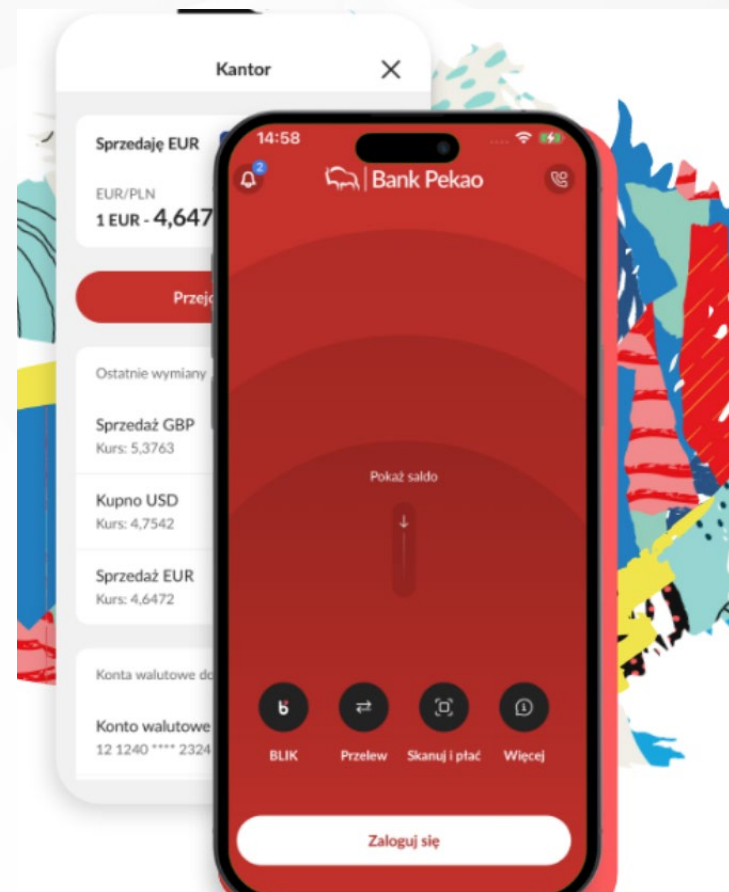 Kantor
Sprzedaję EUR
EUR/PLN
1 EUR - 4,647
Ostatnie wymiany
Sprzedaż GBP
Kurs: 5,3763
Kupno USD
Kurs: 4,7542
Sprzedaż EUR
Kurs: 4,6472
Konta walutowe
Konto walutowe
12 1240 **** 2324
14:58
2
Bank Pekao
Pokaż saldo
BLIK
Przelew
Skanuj i płać
Więcej
Zaloguj się